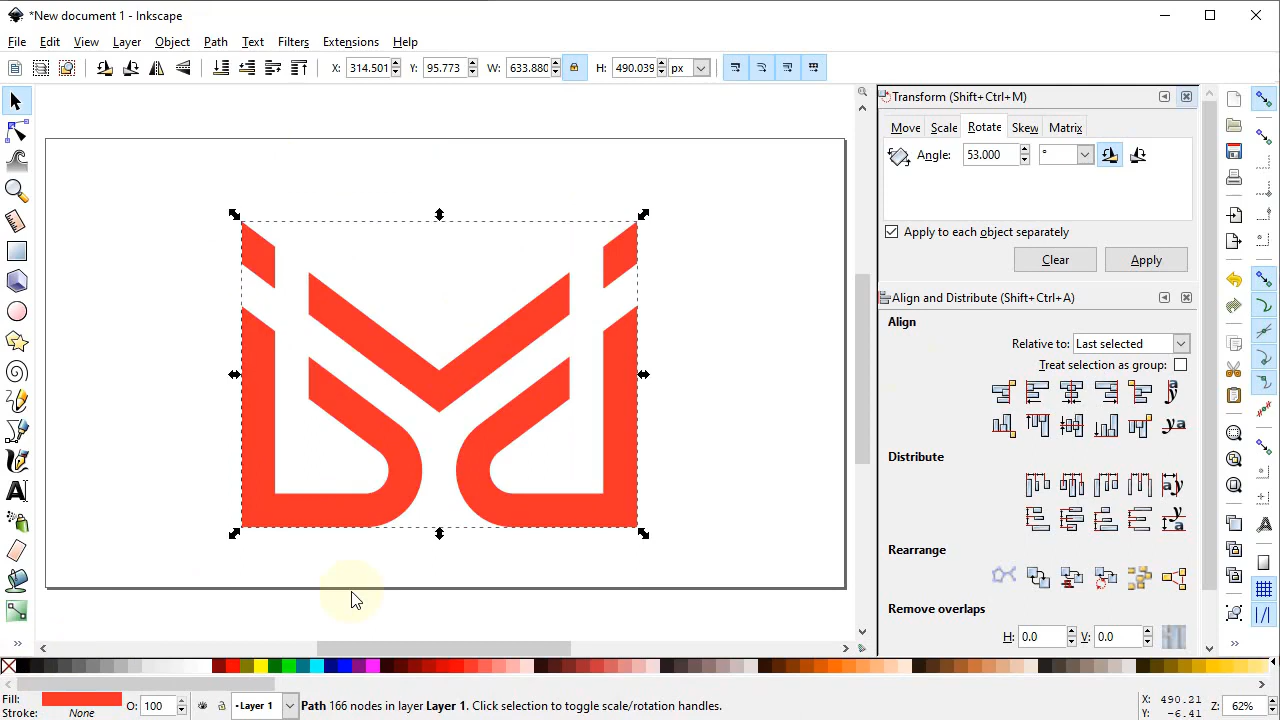 *New document 1 - Inkscape
File Edit View Layer Object Path Text Filters Extensions Help
X: 314.501 Y: 95.773 W: 633.880 H: 490.039 px
Transform (Shift+Ctrl+M)
Move Scale Rotate Skew Matrix
Angle: 53.000 °
Apply to each object separately
Clear Apply
Align and Distribute (Shift+Ctrl+A)
Align
Relative to: Last selected
Treat selection as group:
Distribute
Rearrange
Remove overlaps
H: 0.0 V: 0.0
Fill:
Stroke: None
O: 100
Layer 1
Path 166 nodes in layer Layer 1. Click selection to toggle scale/rotation handles.
X: 490.21
Y: -6.41
Z: 62%